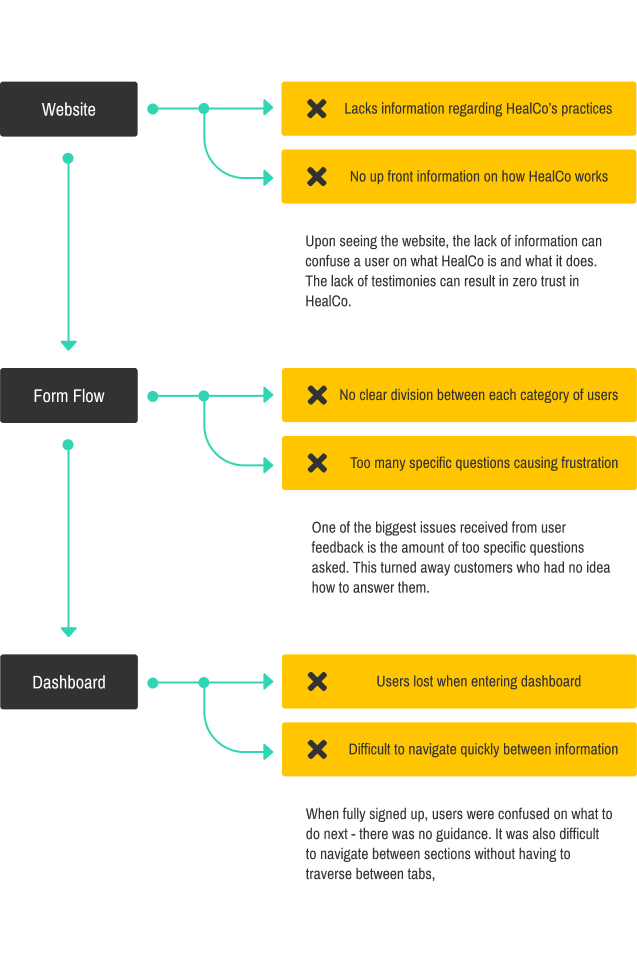 Website
Lacks information regarding HealCo’s practices
No up front information on how HealCo works
Upon seeing the website, the lack of information can
confuse a user on what HealCo is and what it does.
The lack of testimonies can result in zero trust in
HealCo.
Form Flow
No clear division between each category of users
Too many specific questions causing frustration
One of the biggest issues received from user
feedback is the amount of too specific questions
asked. This turned away customers who had no idea
how to answer them.
Dashboard
Users lost when entering dashboard
Difficult to navigate quickly between information
When fully signed up, users were confused on what to
do next - there was no guidance. It was also difficult
to navigate between sections without having to
traverse between tabs,